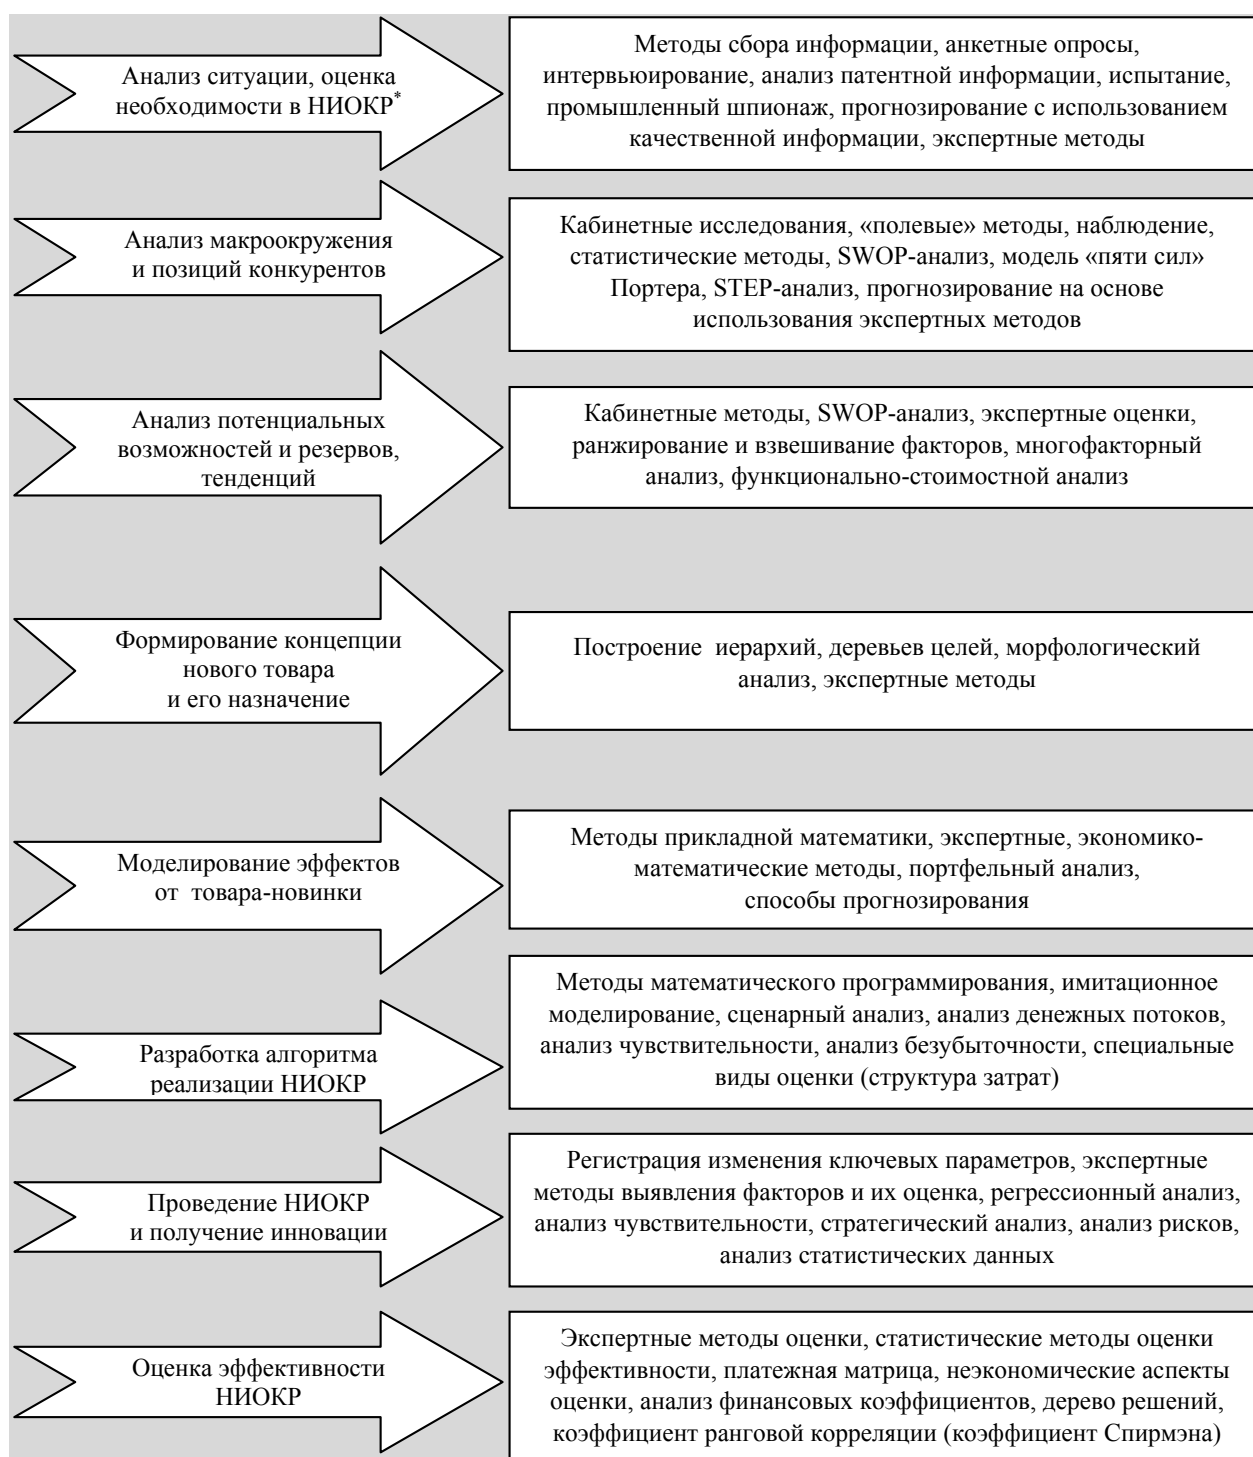 Анализ ситуации, оценка
необходимости в НИОКР*
Методы сбора информации, анкетные опросы,
интервьюирование, анализ патентной информации, испытание,
промышленный шпионаж, прогнозирование с использованием
качественной информации, экспертные методы
Анализ макроокружения
и позиций конкурентов
Кабинетные исследования, «полевые» методы, наблюдение,
статистические методы, SWOP-анализ, модель «пяти сил»
Портера, STEP-анализ, прогнозирование на основе
использования экспертных методов
Анализ потенциальных
возможностей и резервов,
тенденций
Кабинетные методы, SWOP-анализ, экспертные оценки,
ранжирование и взвешивание факторов, многофакторный
анализ, функционально-стоимостной анализ
Формирование концепции
нового товара
и его назначение
Построение иерархий, деревьев целей, морфологический
анализ, экспертные методы
Моделирование эффектов
от товара-новинки
Методы прикладной математики, экспертные, экономико-
математические методы, портфельный анализ,
способы прогнозирования
Разработка алгоритма
реализации НИОКР
Методы математического программирования, имитационное
моделирование, сценарный анализ, анализ денежных потоков,
анализ чувствительности, анализ безубыточности, специальные
виды оценки (структура затрат)
Проведение НИОКР
и получение инновации
Регистрация изменения ключевых параметров, экспертные
методы выявления факторов и их оценка, регрессионный анализ,
анализ чувствительности, стратегический анализ, анализ рисков,
анализ статистических данных
Оценка эффективности
НИОКР
Экспертные методы оценки, статистические методы оценки
эффективности, платежная матрица, неэкономические аспекты
оценки, анализ финансовых коэффициентов, дерево решений,
коэффициент ранговой корреляции (коэффициент Спирмэна)